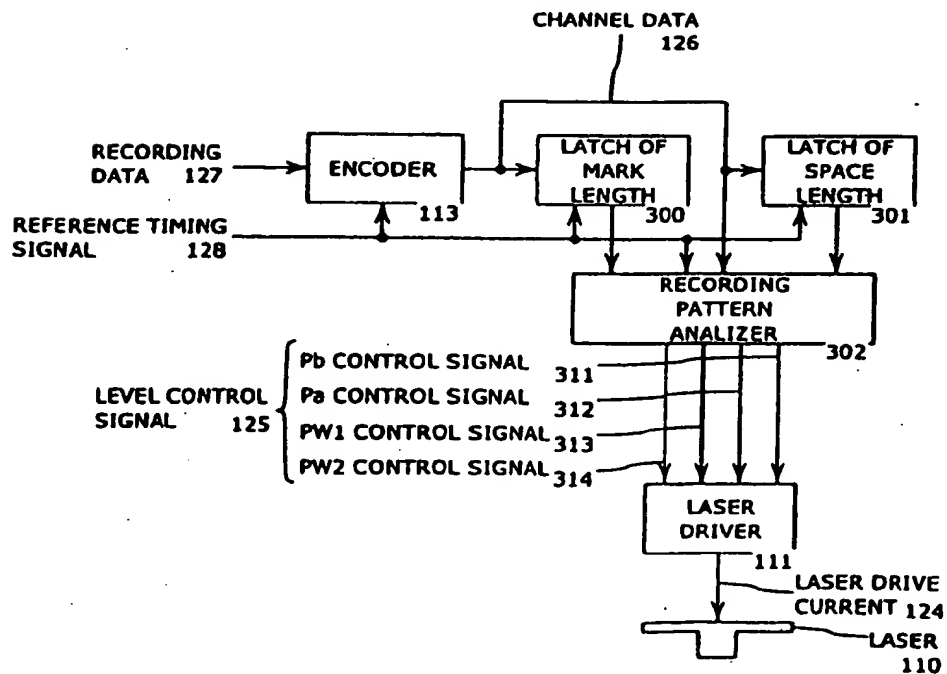 CHANNEL DATA
126
RECORDING
DATA 127
ENCODER
113
LATCH OF
MARK
LENGTH
300
LATCH OF
SPACE
LENGTH
301
REFERENCE TIMING
SIGNAL 128
RECORDING
PATTERN
ANALIZER
302
LEVEL CONTROL
SIGNAL 125
Pb CONTROL SIGNAL 311
Pa CONTROL SIGNAL 312
PW1 CONTROL SIGNAL 313
PW2 CONTROL SIGNAL 314
LASER
DRIVER
111
LASER DRIVE
CURRENT 124
LASER
110